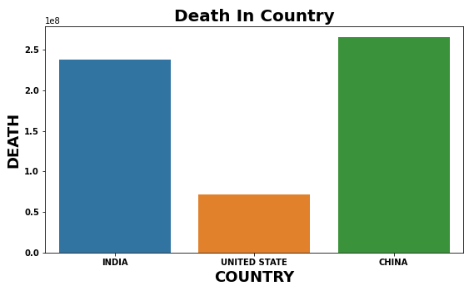 Death In Country
1e8
2.5
2.0
1.5
1.0
0.5
0.0
DEATH
INDIA UNITED STATE CHINA
COUNTRY